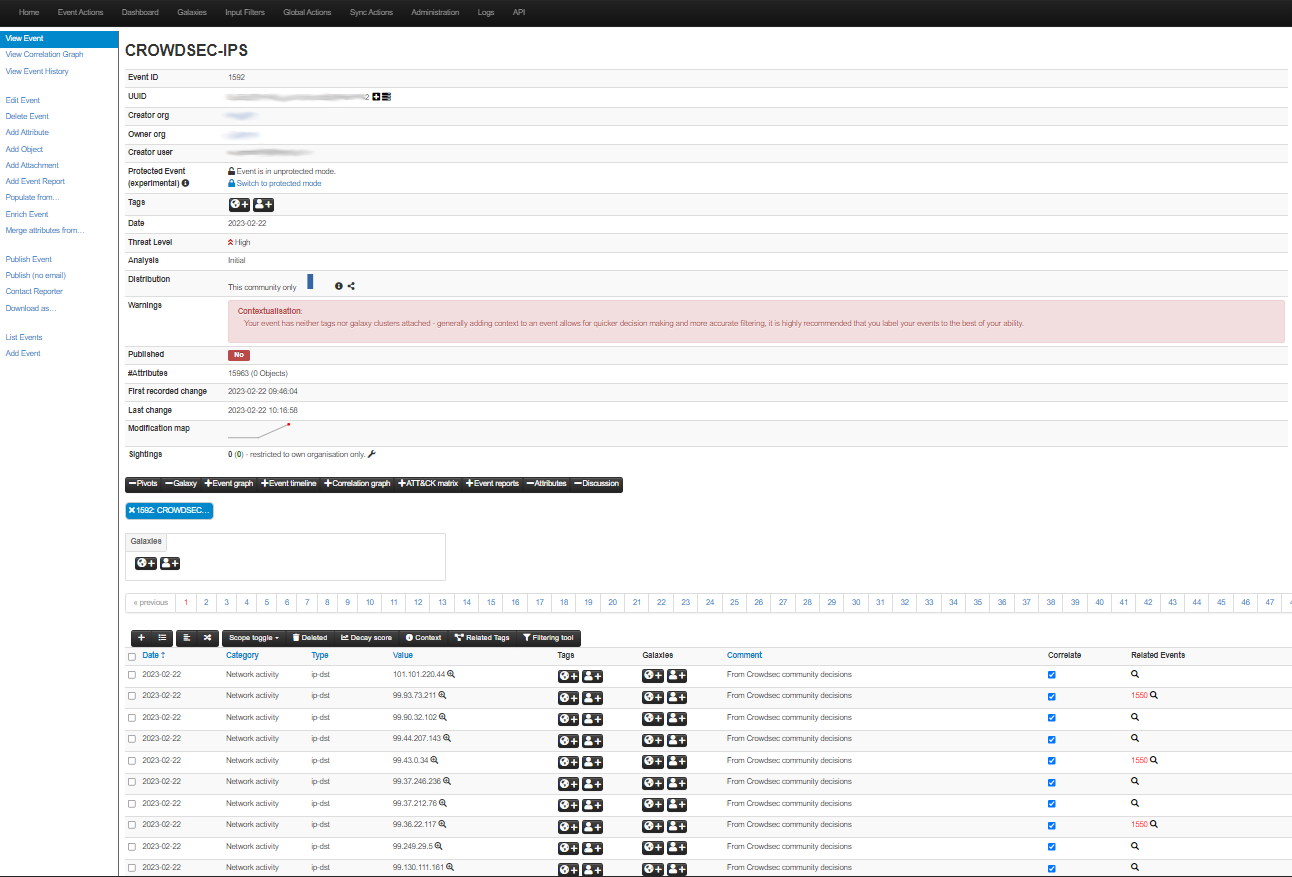 Home Event Actions Dashboard Galaxies Input Filters Global Actions Sync Actions Administration Logs API
View Event
View Correlation Graph
View Event History
Edit Event
Delete Event
Add Attribute
Add Object
Add Attachment
Add Event Report
Populate from...
Enrich Event
Merge attributes from...
Publish Event
Publish (no email)
Contact Reporter
Download as...
List Events
Add Event
CROWDSEC-IPS
Event ID 1592
UUID
Creator org
Owner org
Creator user
Protected Event Event is in unprotected mode.
(experimental) Switch to protected mode
Tags
Date 2023-02-22
Threat Level High
Analysis Initial
Distribution This community only
Warnings Contextualisation:
Your event has neither tags nor galaxy clusters attached - generally adding context to an event allows for quicker decision making and more accurate filtering, it is highly recommended that you label your events to the best of your ability.
Published No
#Attributes 15963 (0 Objects)
First recorded change 2023-02-22 09:46:04
Last change 2023-02-22 10:16:58
Modification map
Sightings 0 (0) - restricted to own organisation only.
Pivots Galaxy Event graph Event timeline Correlation graph ATT&CK matrix Event reports Attributes Discussion
1592: CROWDSEC...
Galaxies
« previous 1 2 3 4 5 6 7 8 9 10 11 12 13 14 15 16 17 18 19 20 21 22 23 24 25 26 27 28 29 30 31 32 33 34 35 36 37 38 39 40 41 42 43 44 45 46 47
Scope toggle Deleted Decay score Context Related Tags Filtering tool
Date Category Type Value Tags Galaxies Comment Correlate Related Events
2023-02-22 Network activity ip-dst 101.101.220.44 From Crowdsec community decisions
2023-02-22 Network activity ip-dst 99.93.73.211 From Crowdsec community decisions 1550
2023-02-22 Network activity ip-dst 99.90.32.102 From Crowdsec community decisions
2023-02-22 Network activity ip-dst 99.44.207.143 From Crowdsec community decisions
2023-02-22 Network activity ip-dst 99.43.0.34 From Crowdsec community decisions 1550
2023-02-22 Network activity ip-dst 99.37.246.236 From Crowdsec community decisions
2023-02-22 Network activity ip-dst 99.37.212.76 From Crowdsec community decisions
2023-02-22 Network activity ip-dst 99.36.22.117 From Crowdsec community decisions 1550
2023-02-22 Network activity ip-dst 99.249.29.5 From Crowdsec community decisions
2023-02-22 Network activity ip-dst 99.130.111.161 From Crowdsec community decisions